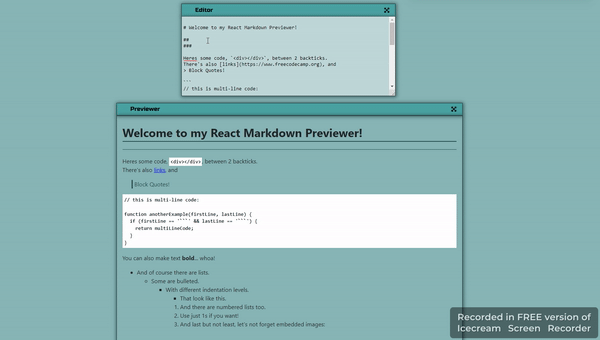 Editor
# Welcome to my React Markdown Previewer!
##
###
Heres some code, `<div></div>`, between 2 backticks.
There's also [links](https://www.freecodecamp.org), and
> Block Quotes!
```
// this is multi-line code:
Previewer
Welcome to my React Markdown Previewer!
Heres some code, <div></div>, between 2 backticks.
There's also links, and
Block Quotes!
// this is multi-line code:
function anotherExample(firstLine, lastLine) {
if (firstLine == '```' && lastLine == '```') {
return multiLineCode;
}
}
You can also make text bold... whoa!
And of course there are lists.
Some are bulleted.
With different indentation levels.
That look like this.
1. And there are numbered lists too.
2. Use just 1s if you want!
3. And last but not least, let's not forget embedded images:
Recorded in FREE version of
Icecream Screen Recorder